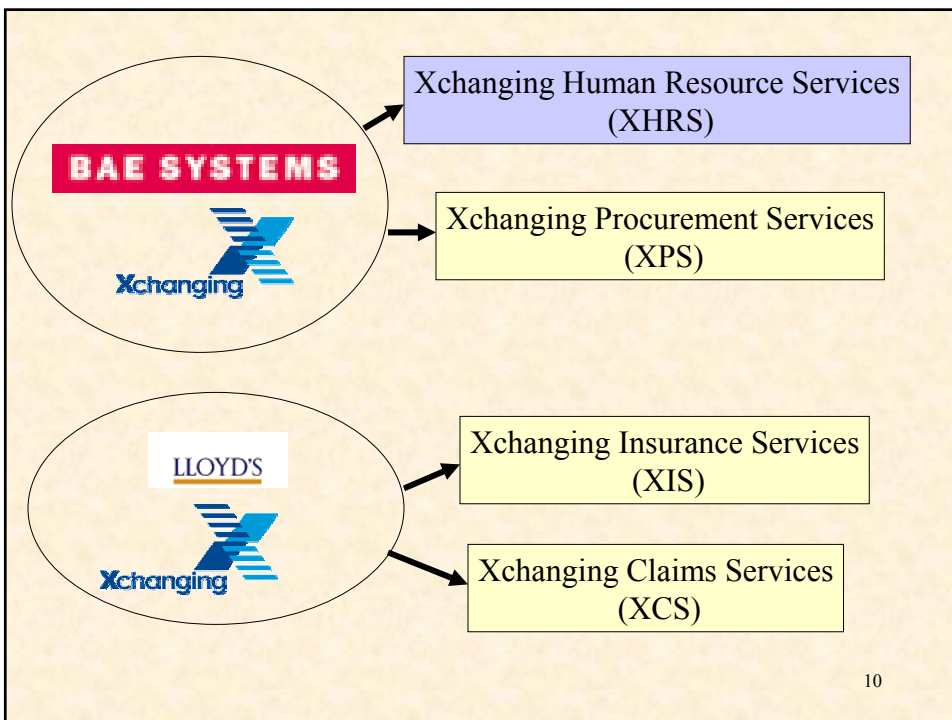 Xchanging Human Resource Services
(XHRS)
BAE SYSTEMS
Xchanging
Xchanging Procurement Services
(XPS)
LLOYD'S
Xchanging
Xchanging Insurance Services
(XIS)
Xchanging Claims Services
(XCS)
10